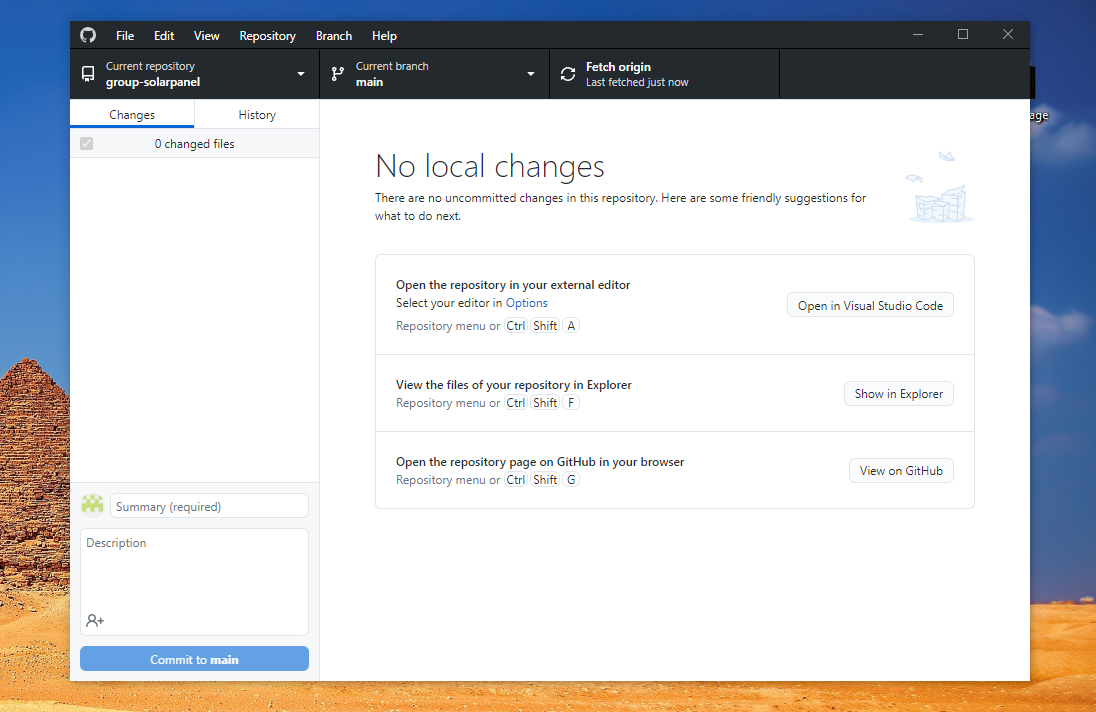 File Edit View Repository Branch Help
Current repository
group-solarpanel
Current branch
main
Fetch origin
Last fetched just now
age
Changes
History
0 changed files
No local changes
There are no uncommitted changes in this repository. Here are some friendly suggestions for
what to do next.
Open the repository in your external editor
Select your editor in Options
Repository menu or Ctrl Shift A
Open in Visual Studio Code
View the files of your repository in Explorer
Repository menu or Ctrl Shift F
Show in Explorer
Open the repository page on GitHub in your browser
Repository menu or Ctrl Shift G
View on GitHub
Summary (required)
Description
Commit to main